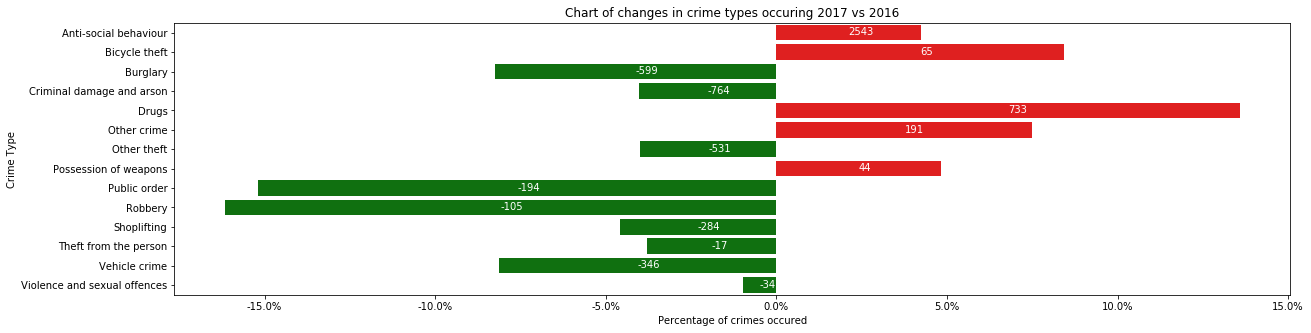 Chart of changes in crime types occuring 2017 vs 2016
Crime Type
Anti-social behaviour 2543
Bicycle theft 65
Burglary -599
Criminal damage and arson -764
Drugs 733
Other crime 191
Other theft -531
Possession of weapons 44
Public order -194
Robbery -105
Shoplifting -284
Theft from the person -17
Vehicle crime -346
Violence and sexual offences -34
-15.0% -10.0% -5.0% 0.0% 5.0% 10.0% 15.0%
Percentage of crimes occured